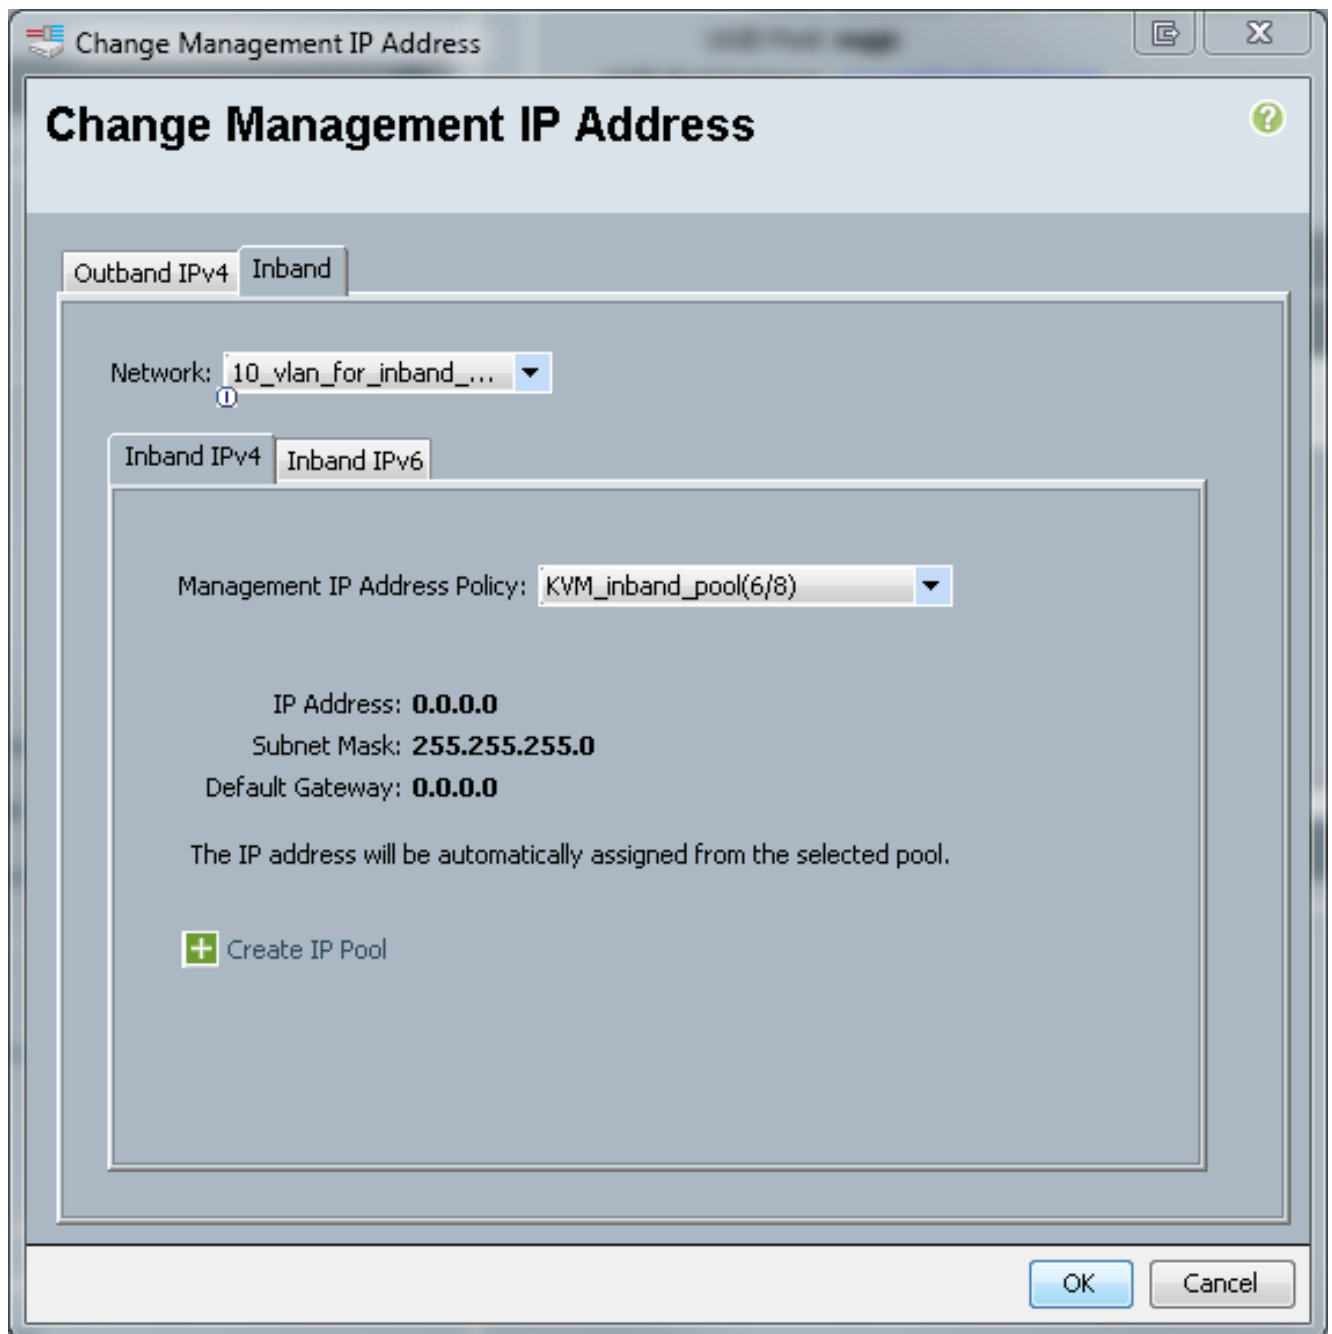 Change Management IP Address
Change Management IP Address
Outband IPv4 Inband
Network: 10_vlan_for_inband_...
Inband IPv4 Inband IPv6
Management IP Address Policy: KVM_inband_pool(6/8)
IP Address: 0.0.0.0
Subnet Mask: 255.255.255.0
Default Gateway: 0.0.0.0
The IP address will be automatically assigned from the selected pool.
Create IP Pool
OK Cancel